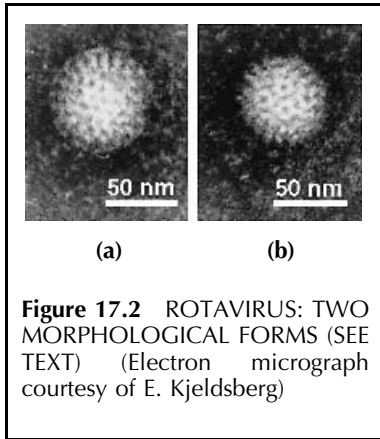 50 nm 50 nm
(a) (b)
Figure 17.2 ROTAVIRUS: TWO
MORPHOLOGICAL FORMS (SEE
TEXT) (Electron micrograph
courtesy of E. Kjeldsberg)